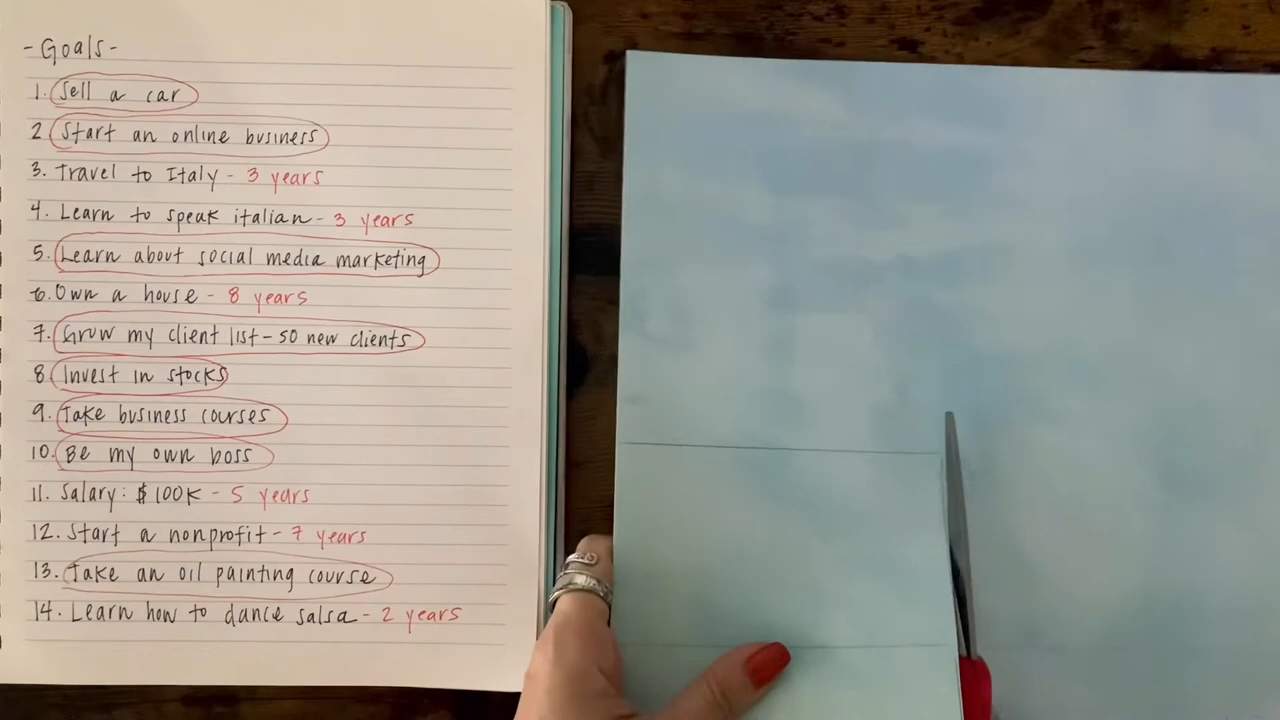 -Goals-
1. Sell a car
2 Start an online business
3. Travel to Italy - 3 years
4. Learn to speak italian - 3 years
5. Learn about social media marketing
6. Own a house - 8 years
7. Grow my client list - 50 new clients
8 Invest in stocks
9. Take business courses
10. Be my own boss
11. Salary: $100K - 5 years
12. Start a nonprofit - 7 years
13. Take an oil painting course
14. Learn how to dance salsa - 2 years